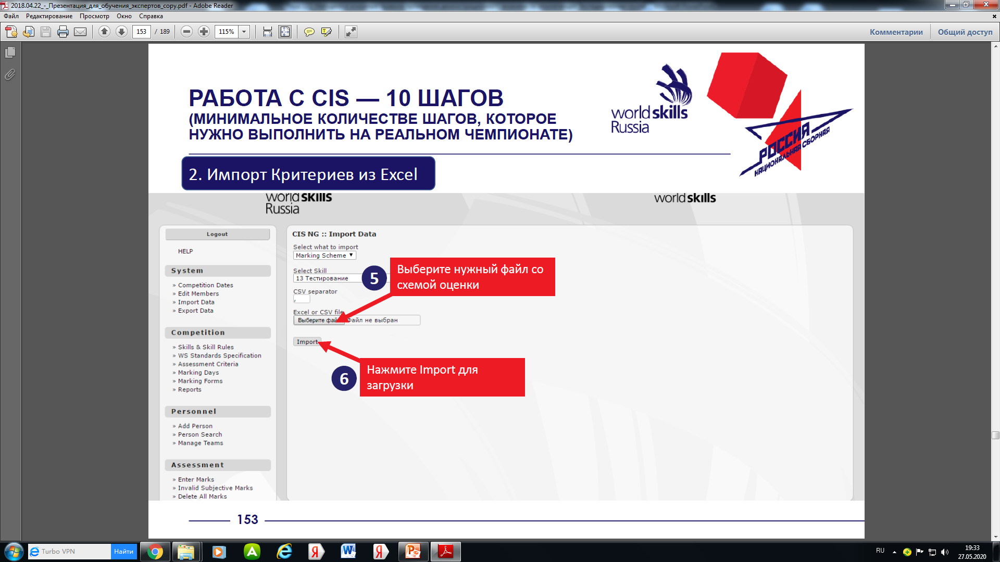 2018.04.22_-_Презентация_для_обучения_экспертов_copy.pdf - Adobe Reader
Файл Редактирование Просмотр Окно Справка
153 / 189 115% Комментарии Общий доступ
РАБОТА С CIS — 10 ШАГОВ
(МИНИМАЛЬНОЕ КОЛИЧЕСТВЕ ШАГОВ, КОТОРОЕ
НУЖНО ВЫПОЛНИТЬ НА РЕАЛЬНОМ ЧЕМПИОНАТЕ)
world skills
Russia
РОССИЯ
НАЦИОНАЛЬНАЯ СБОРНАЯ
2. Импорт Критериев из Excel
world skills
Russia
world skills
Logout
HELP
System
» Competition Dates
» Edit Members
» Import Data
» Export Data
Competition
» Skills & Skill Rules
» WS Standards Specification
» Assessment Criteria
» Marking Days
» Marking Forms
» Reports
Personnel
» Add Person
» Person Search
» Manage Teams
Assessment
» Enter Marks
» Invalid Subjective Marks
» Delete All Marks
CIS NG :: Import Data
Select what to import
Marking Scheme
Select Skill
13 Тестирование
CSV separator
,
Excel or CSV file
Выберите файл Файл не выбран
Import
5 Выберите нужный файл со
схемой оценки
6 Нажмите Import для
загрузки
153
Turbo VPN Найти
RU
19:33
27.05.2020